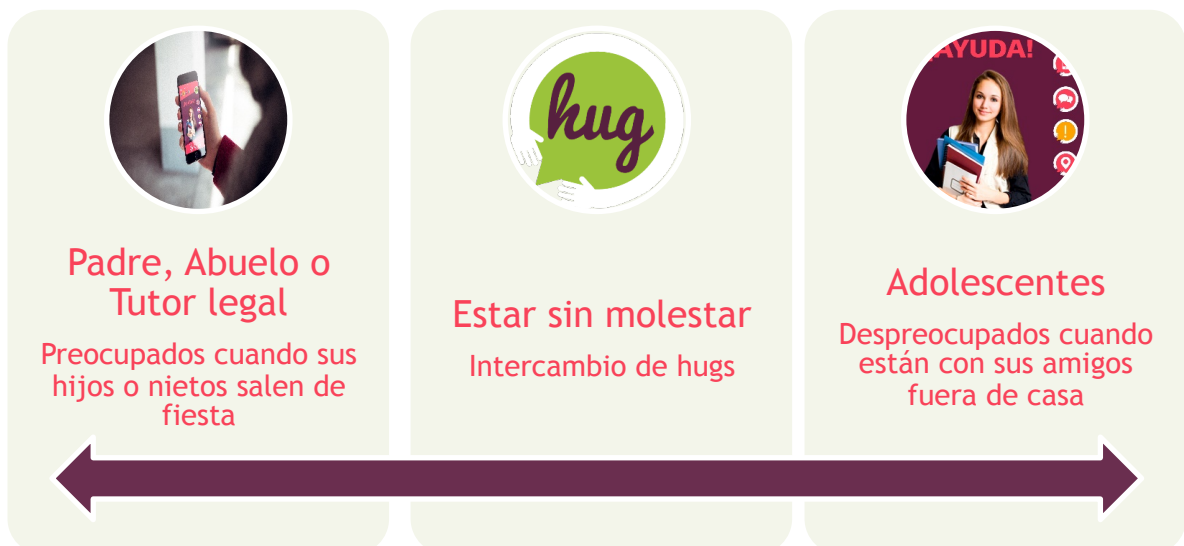 Padre, Abuelo o
Tutor legal
Preocupados cuando sus
hijos o nietos salen de
fiesta
hug
Estar sin molestar
Intercambio de hugs
AYUDA!
Adolescentes
Despreocupados cuando
están con sus amigos
fuera de casa